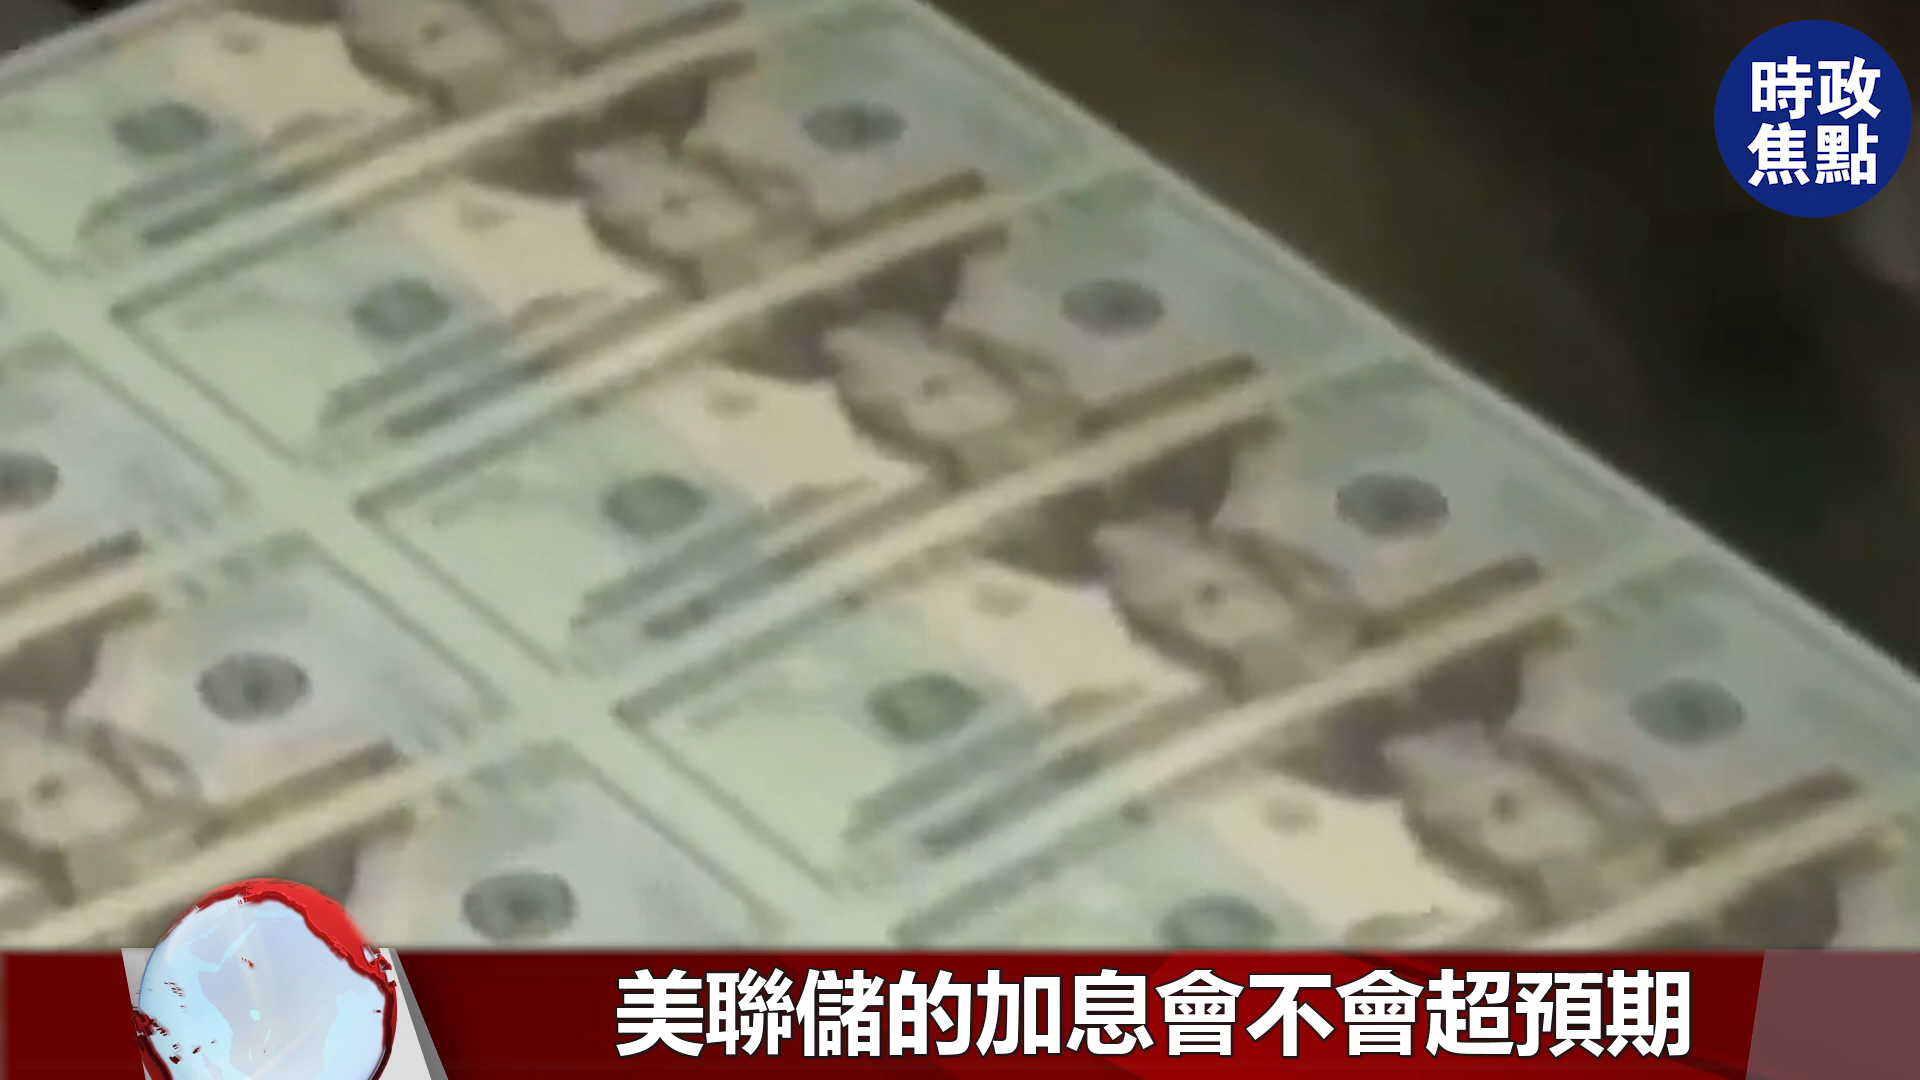 時政
焦點
美聯儲的加息會不會超預期